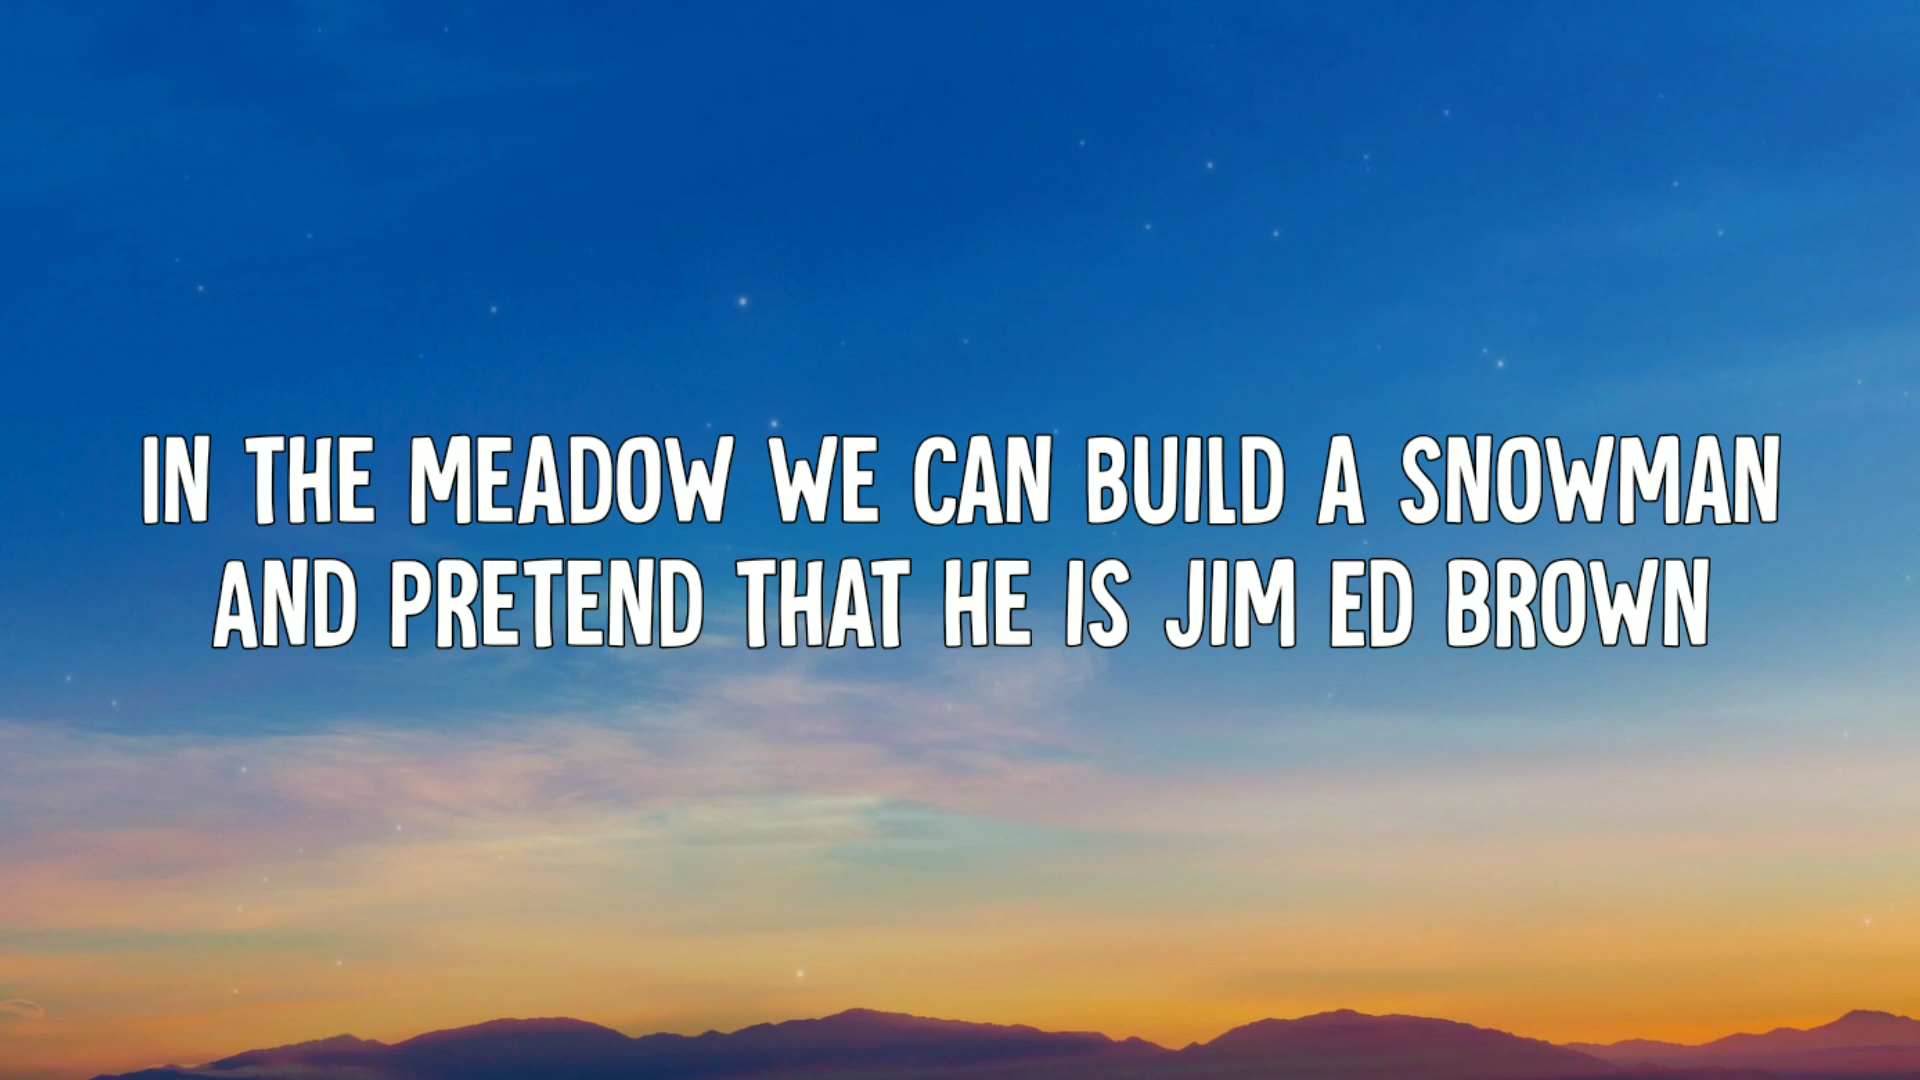 IN THE MEADOW WE CAN BUILD A SNOWMAN
AND PRETEND THAT HE IS JIM ED BROWN